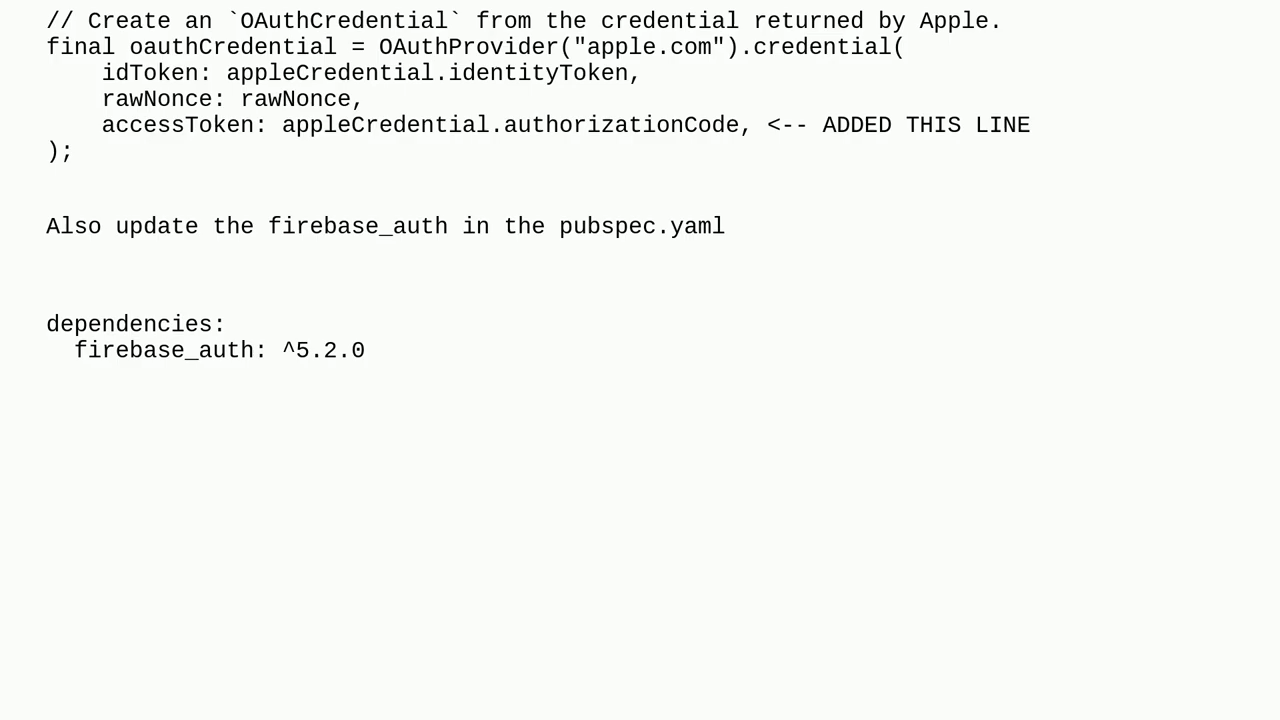 // Create an `OAuthCredential` from the credential returned by Apple.
final oauthCredential = OAuthProvider("apple.com").credential(
    idToken: appleCredential.identityToken,
    rawNonce: rawNonce,
    accessToken: appleCredential.authorizationCode, <-- ADDED THIS LINE
);
Also update the firebase_auth in the pubspec.yaml
dependencies:
  firebase_auth: ^5.2.0